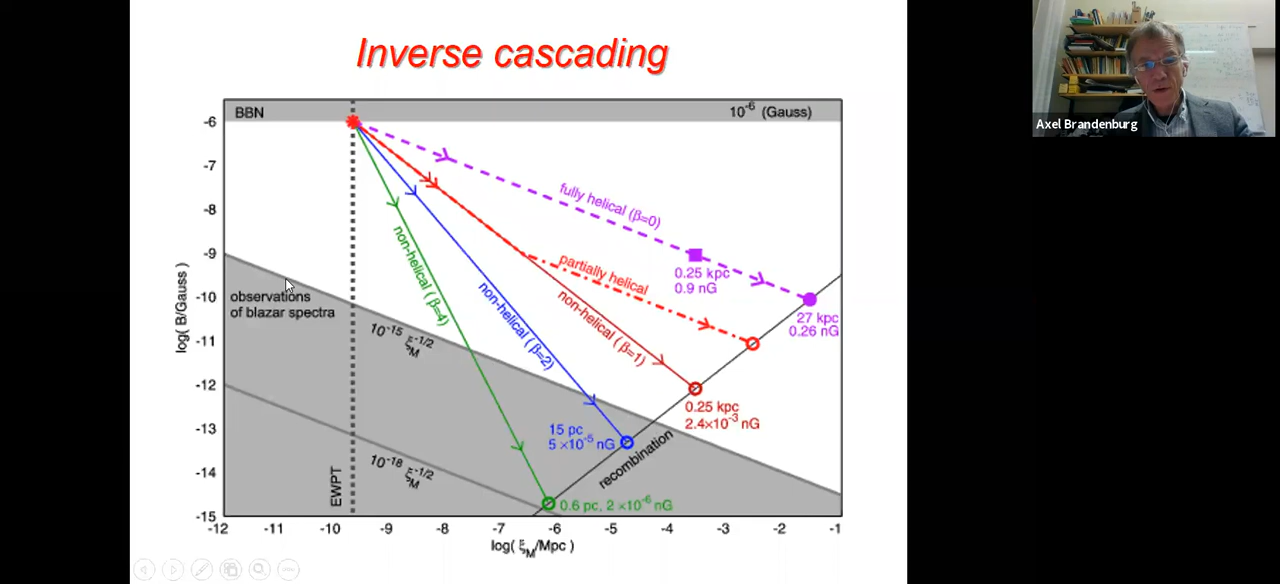 Inverse cascading
Axel Brandenburg
BBN
10⁻⁶ (Gauss)
log( B/Gauss )
-6
-7
-8
-9
-10
-11
-12
-13
-14
-15
fully helical (β=0)
0.25 kpc
0.9 nG
27 kpc
0.26 nG
partially helical
non-helical (β=1)
non-helical (β=2)
non-helical (β=4)
observations
of blazar spectra
10⁻¹⁵ ξ_M^-1/2
0.25 kpc
2.4×10⁻³ nG
15 pc
5 ×10⁻⁵ nG
recombination
10⁻¹⁸ ξ_M^-1/2
EWPT
0.6 pc, 2 ×10⁻⁶ nG
-12 -11 -10 -9 -8 -7 -6 -5 -4 -3 -2 -1
log( ξ_M/Mpc )